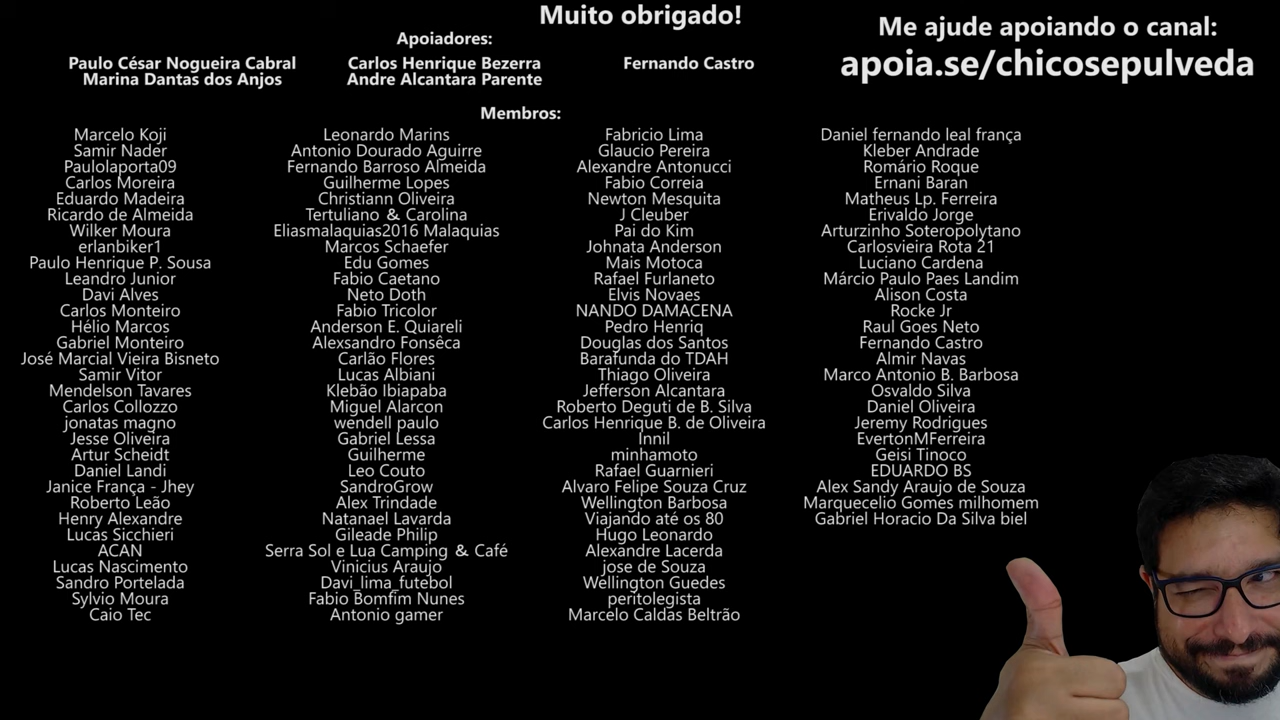 Muito obrigado!
Me ajude apoiando o canal:
apoia.se/chicosepulveda
Apoiadores:
Paulo César Nogueira Cabral
Marina Dantas dos Anjos
Carlos Henrique Bezerra
Andre Alcantara Parente
Fernando Castro
Membros:
Marcelo Koji
Samir Nader
Paulolaporta09
Carlos Moreira
Eduardo Madeira
Ricardo de Almeida
Wilker Moura
erlanbiker1
Paulo Henrique P. Sousa
Leandro Junior
Davi Alves
Carlos Monteiro
Hélio Marcos
Gabriel Monteiro
José Marcial Vieira Bisneto
Samir Vitor
Mendelson Tavares
Carlos Collozzo
jonatas magno
Jesse Oliveira
Artur Scheidt
Daniel Landi
Janice França - Jhey
Roberto Leão
Henry Alexandre
Lucas Sicchieri
ACAN
Lucas Nascimento
Sandro Portelada
Sylvio Moura
Caio Tec
Leonardo Marins
Antonio Dourado Aguirre
Fernando Barroso Almeida
Guilherme Lopes
Christiann Oliveira
Tertuliano & Carolina
Eliasmalaquias2016 Malaquias
Marcos Schaefer
Edu Gomes
Fabio Caetano
Neto Doth
Fabio Tricolor
Anderson E. Quiareli
Alexsandro Fonsêca
Carlão Flores
Lucas Albiani
Klebão Ibiapaba
Miguel Alarcon
wendell paulo
Gabriel Lessa
Guilherme
Leo Couto
SandroGrow
Alex Trindade
Natanael Lavarda
Gileade Philip
Serra Sol e Lua Camping & Café
Vinicius Araujo
Davi_lima_futebol
Fabio Bomfim Nunes
Antonio gamer
Fabricio Lima
Glaucio Pereira
Alexandre Antonucci
Fabio Correia
Newton Mesquita
J Cleuber
Pai do Kim
Johnata Anderson
Mais Motoca
Rafael Furlaneto
Elvis Novaes
NANDO DAMACENA
Pedro Henriq
Douglas dos Santos
Barafunda do TDAH
Thiago Oliveira
Jefferson Alcantara
Roberto Deguti de B. Silva
Carlos Henrique B. de Oliveira
Innil
minhamoto
Rafael Guarnieri
Alvaro Felipe Souza Cruz
Wellington Barbosa
Viajando até os 80
Hugo Leonardo
Alexandre Lacerda
jose de Souza
Wellington Guedes
peritolegista
Marcelo Caldas Beltrão
Daniel fernando leal frança
Kleber Andrade
Romário Roque
Ernani Baran
Matheus Lp. Ferreira
Erivaldo Jorge
Arturzinho Soteropolytano
Carlosvieira Rota 21
Luciano Cardena
Márcio Paulo Paes Landim
Alison Costa
Rocke Jr
Raul Goes Neto
Fernando Castro
Almir Navas
Marco Antonio B. Barbosa
Osvaldo Silva
Daniel Oliveira
Jeremy Rodrigues
EvertonMFerreira
Geisi Tinoco
EDUARDO BS
Alex Sandy Araujo de Souza
Marquecelio Gomes milhomem
Gabriel Horacio Da Silva biel